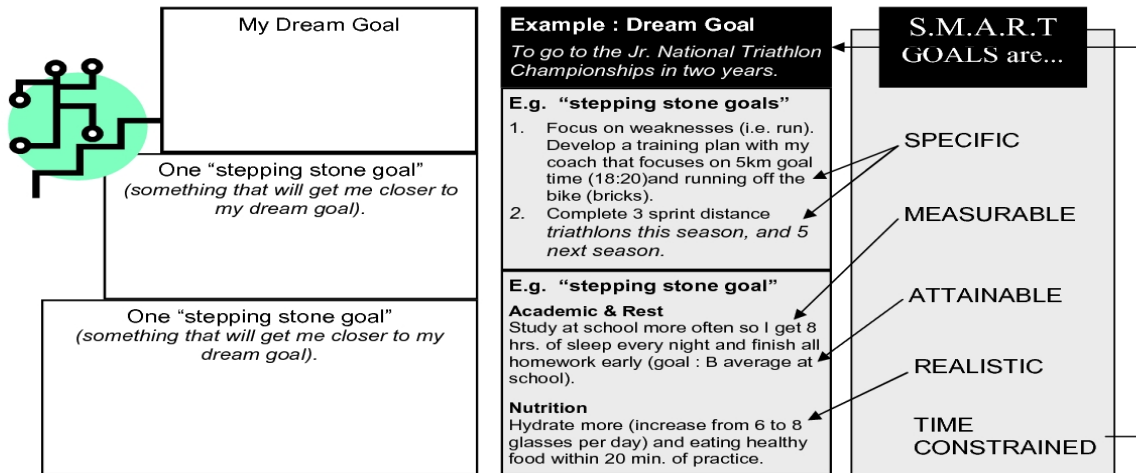 My Dream Goal
One “stepping stone goal”
(something that will get me closer to
my dream goal).
One “stepping stone goal”
(something that will get me closer to my
dream goal).
Example : Dream Goal
To go to the Jr. National Triathlon
Championships in two years.
E.g. “stepping stone goals”
1. Focus on weaknesses (i.e. run).
Develop a training plan with my
coach that focuses on 5km goal
time (18:20)and running off the
bike (bricks).
2. Complete 3 sprint distance
triathlons this season, and 5
next season.
E.g. “stepping stone goal”
Academic & Rest
Study at school more often so I get 8
hrs. of sleep every night and finish all
homework early (goal : B average at
school).
Nutrition
Hydrate more (increase from 6 to 8
glasses per day) and eating healthy
food within 20 min. of practice.
S.M.A.R.T
GOALS are...
SPECIFIC
MEASURABLE
ATTAINABLE
REALISTIC
TIME
CONSTRAINED